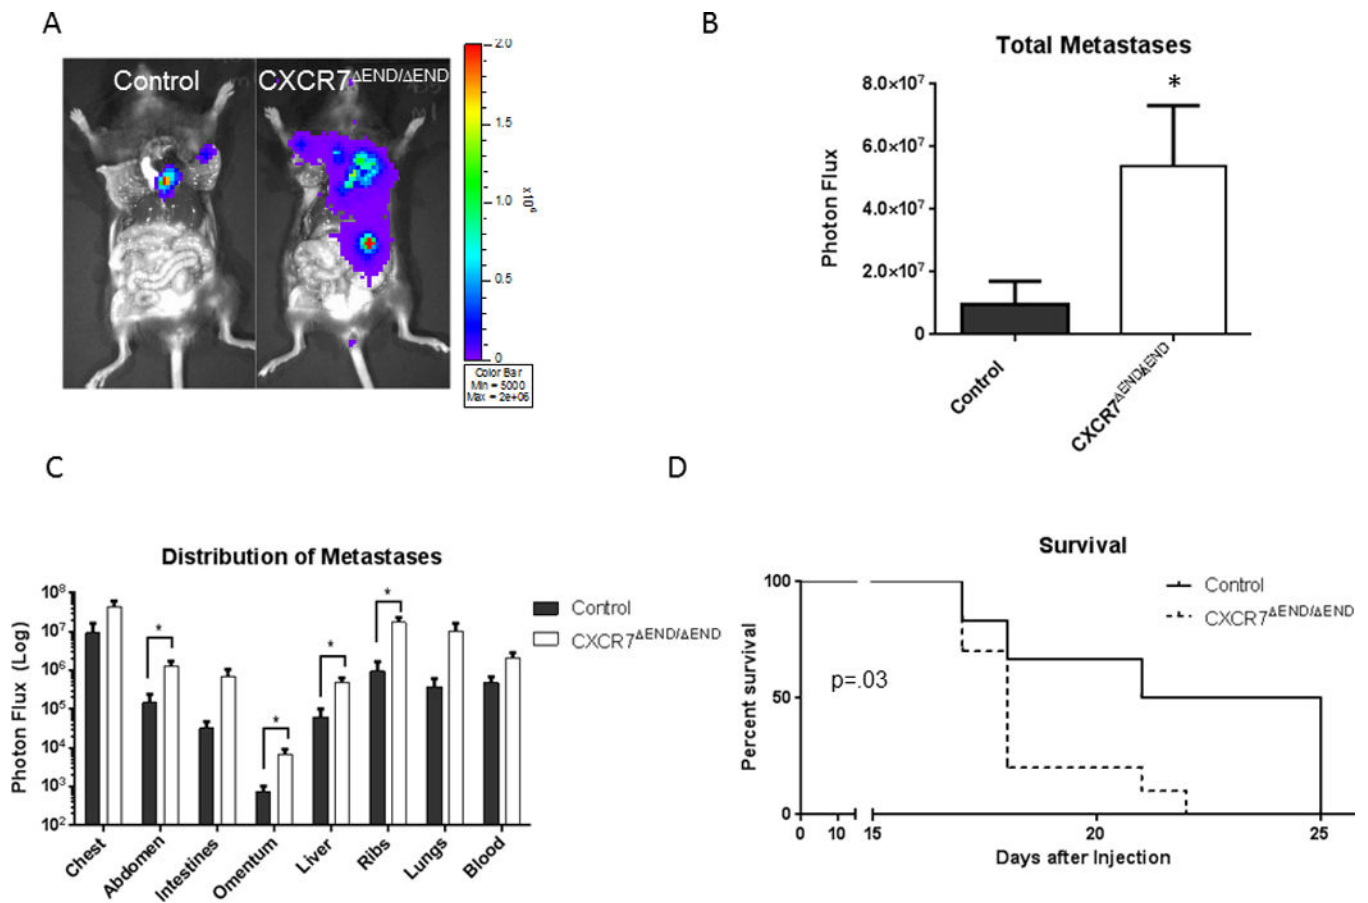 A
Control
CXCR7ΔEND/ΔEND
2.0
1.5
1.0
0.5
0
x10⁶
Color Bar
Min = 5000
Max = 2e+06
B
Total Metastases
*
Photon Flux
8.0×10⁷
6.0×10⁷
4.0×10⁷
2.0×10⁷
0
Control
CXCR7ΔEND/ΔEND
C
Distribution of Metastases
Photon Flux (Log)
10⁸
10⁷
10⁶
10⁵
10⁴
10³
10²
*
*
*
*
Control
CXCR7ΔEND/ΔEND
Chest
Abdomen
Intestines
Omentum
Liver
Ribs
Lungs
Blood
D
Survival
Percent survival
100
50
0
p=.03
Control
CXCR7ΔEND/ΔEND
0 10 15 20 25
Days after Injection